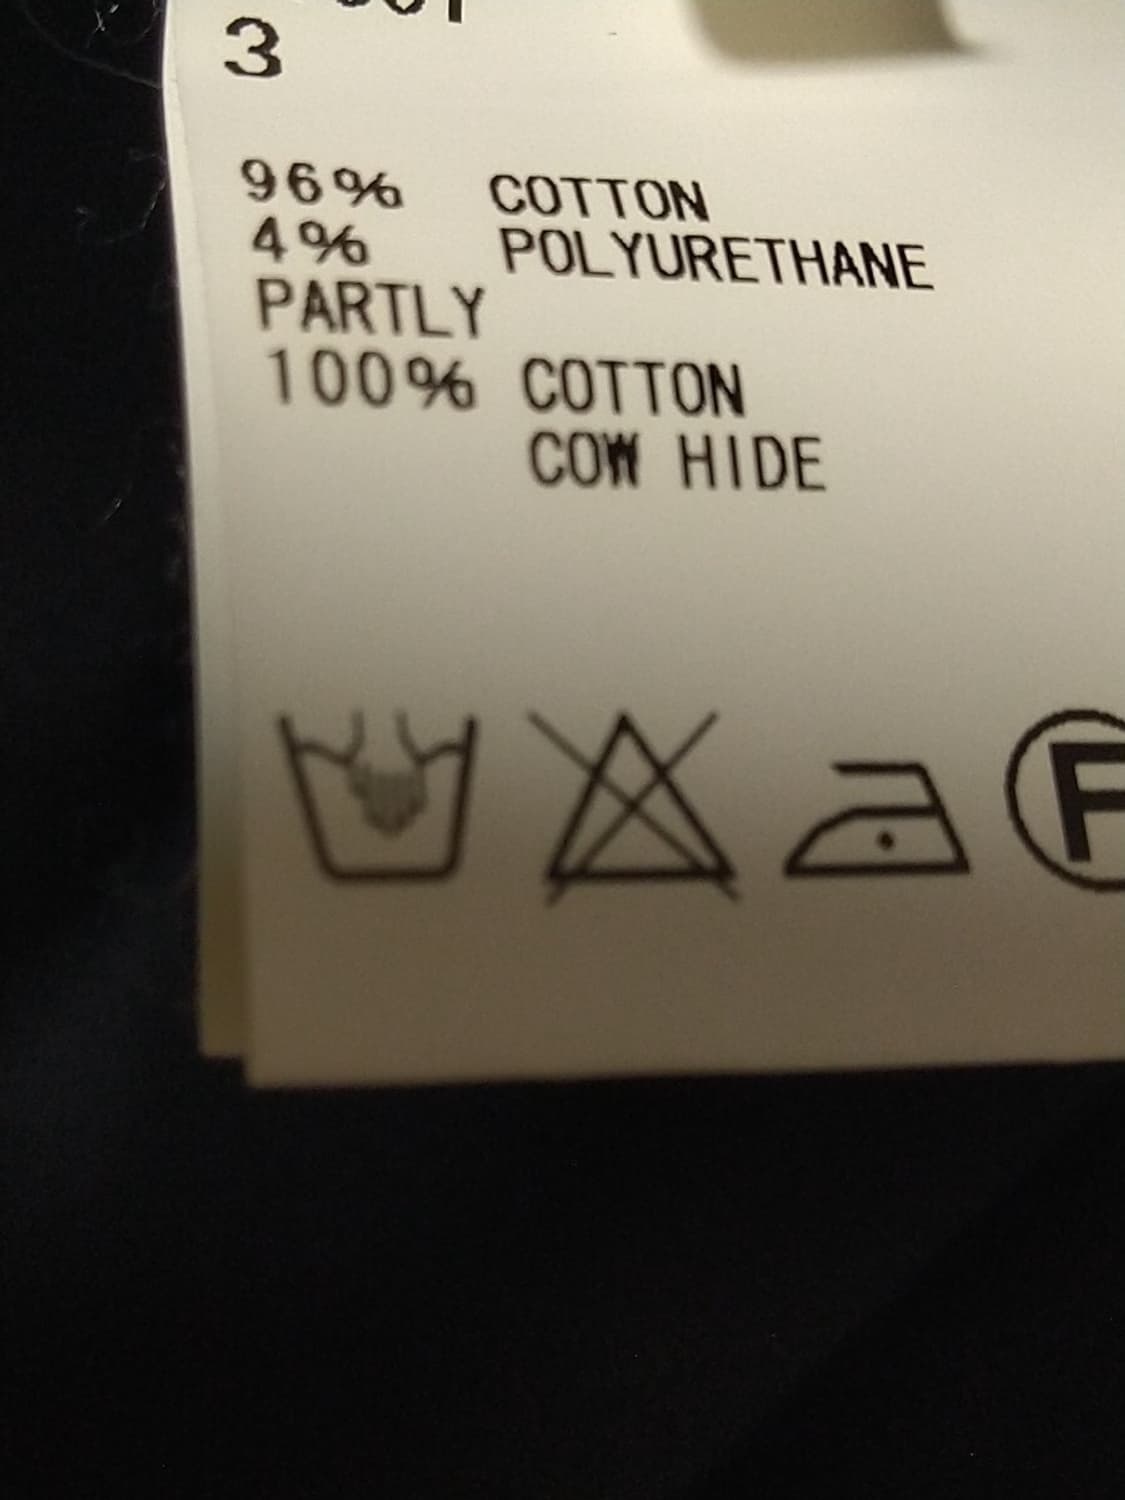 3
96% COTTON
4% POLYURETHANE
PARTLY
100% COTTON
COW HIDE
F